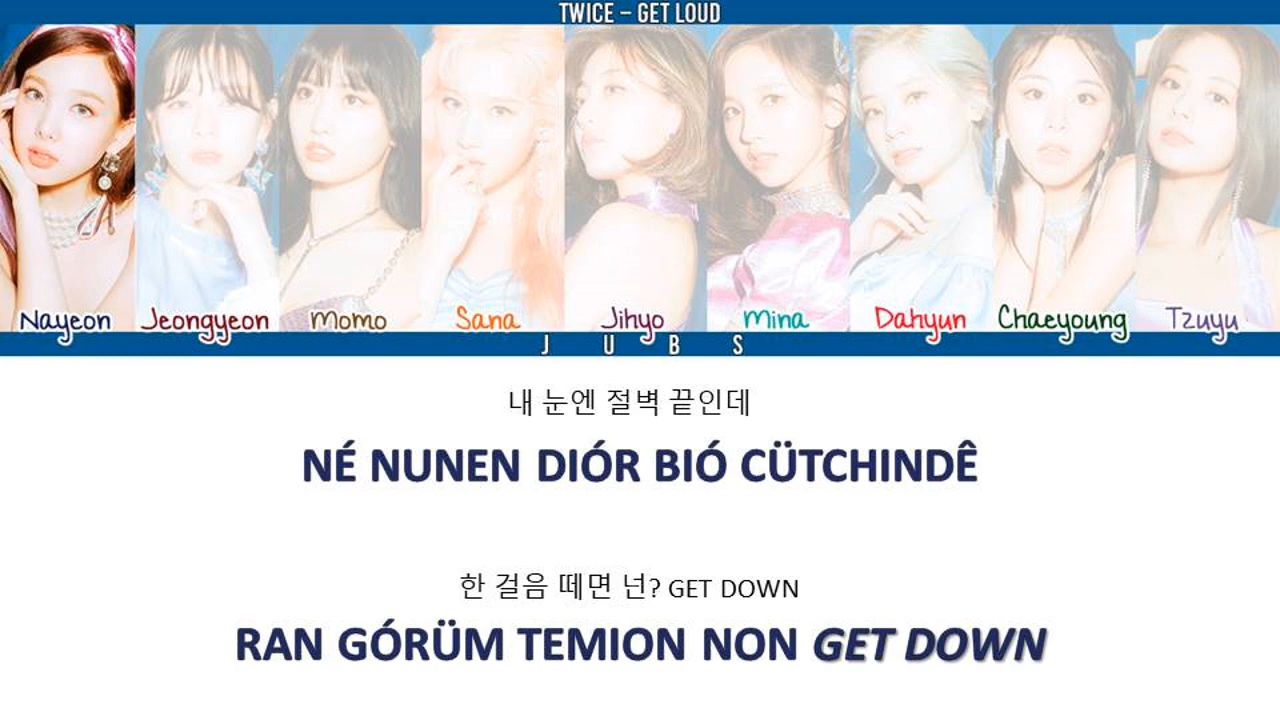 TWICE – GET LOUD
Nayeon Jeongyeon Momo Sana Jihyo Mina Dahyun Chaeyoung Tzuyu
J U B S
내 눈엔 절벽 끝인데
NÉ NUNEN DIÓR BIÓ CÜTCHINDÊ
한 걸음 떼면 넌? GET DOWN
RAN GÓRÜM TEMION NON GET DOWN